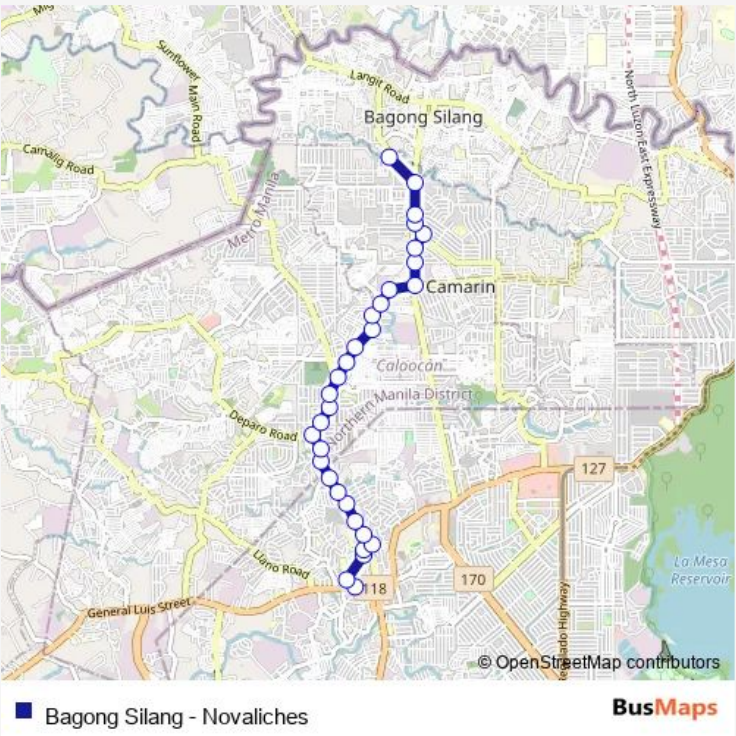 Mig
Sunflower Main Road
Langit Road
Bagong Silang
North Luzon East Expressway
Camalig Road
Metro Manila
Camarin
Caloocan
Northern Manila District
Deparo Road
127
Llano Road
La Mesa
Reservoir
118
170
General Luis Street
© OpenStreetMap contributors
Bagong Silang - Novaliches
BusMaps